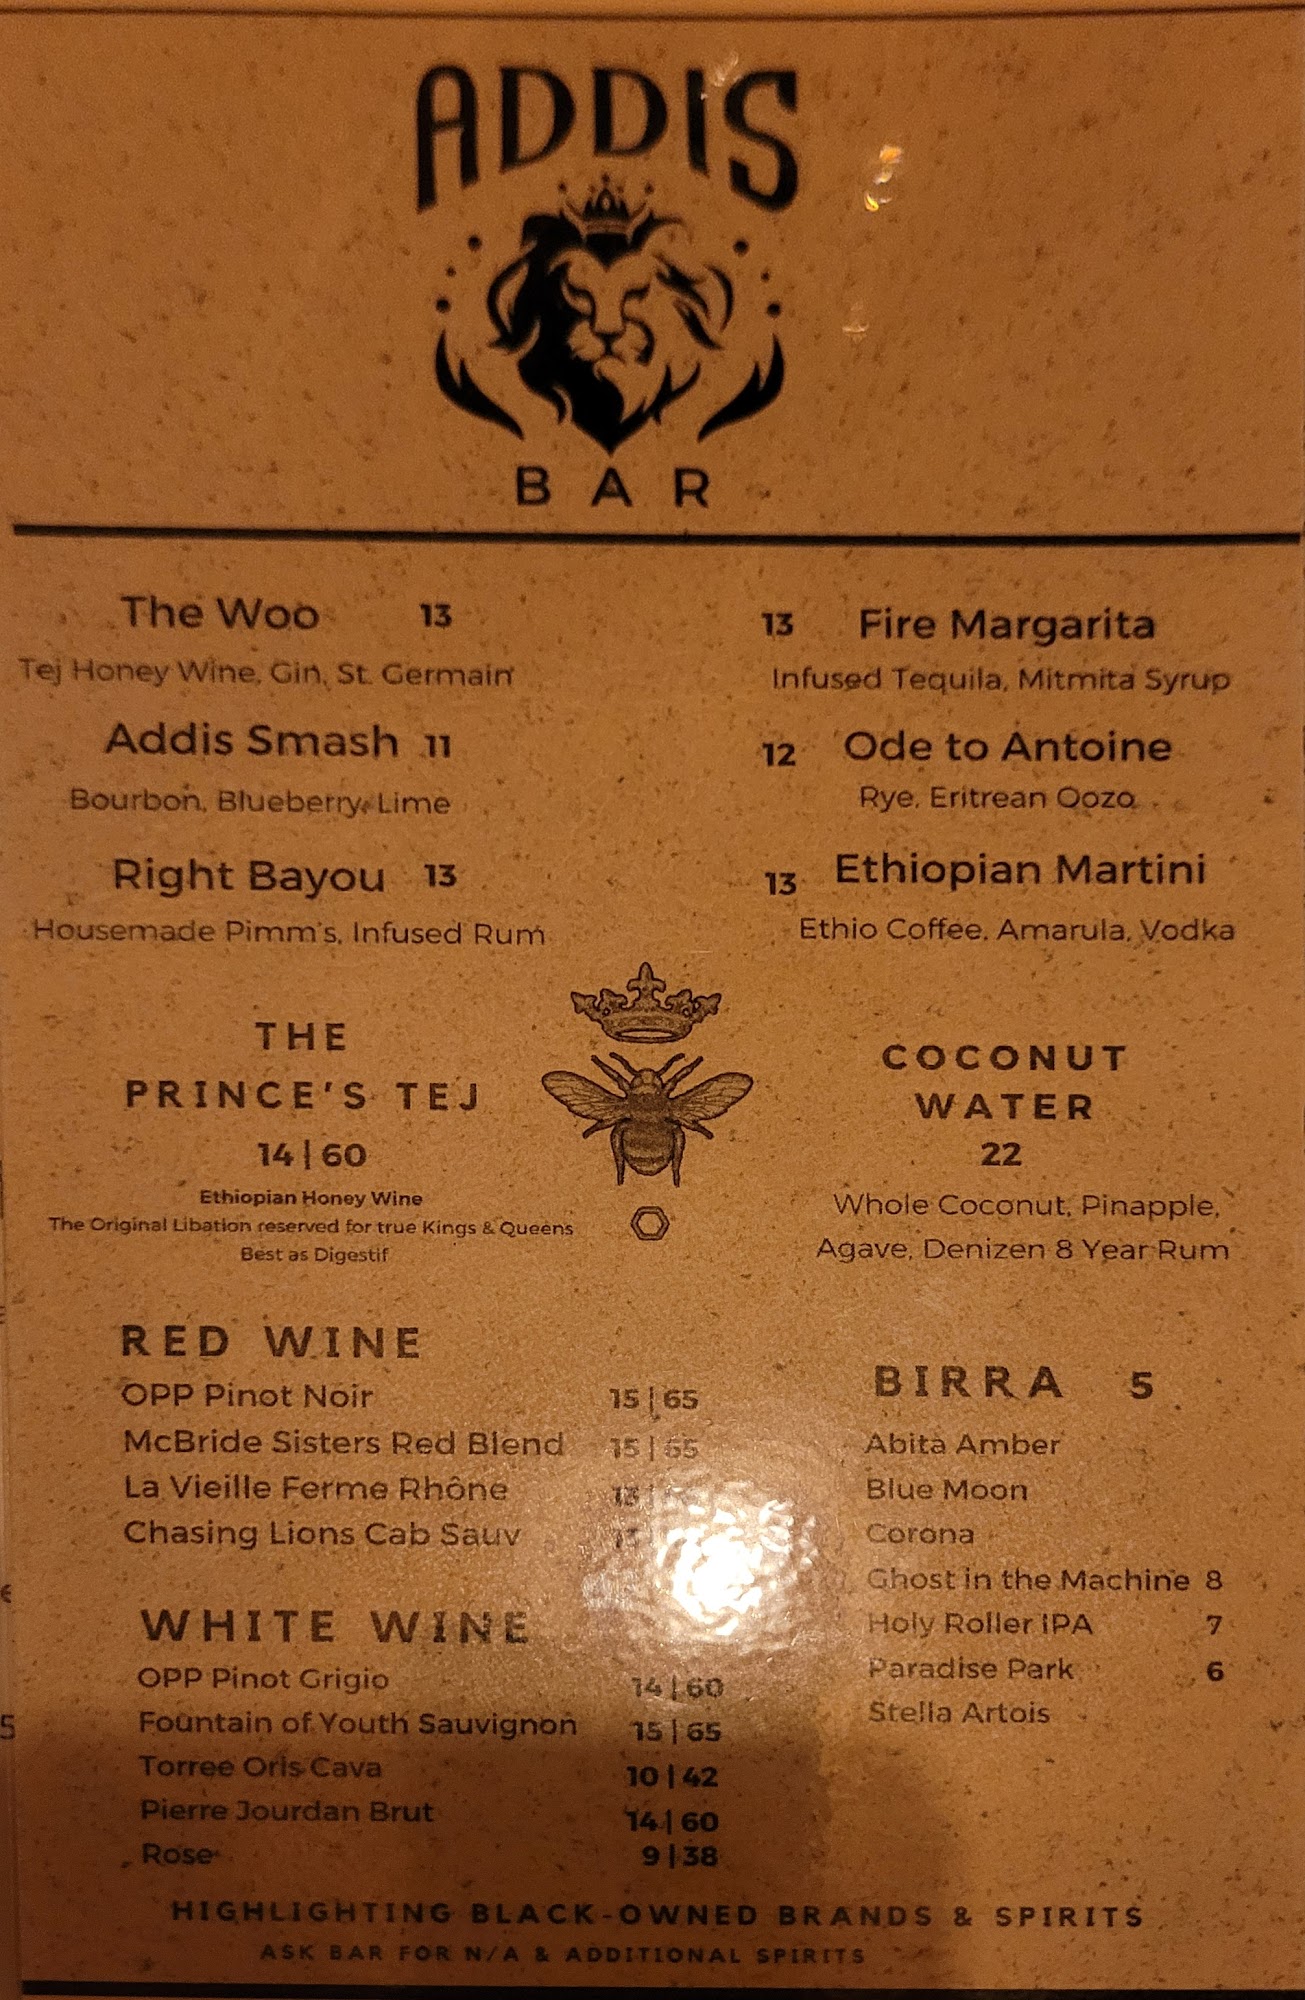 ADDIS
BAR
The Woo 13
Tej Honey Wine, Gin, St. Germain
Addis Smash 11
Bourbon, Blueberry, Lime
Right Bayou 13
Housemade Pimm's, Infused Rum
13 Fire Margarita
Infused Tequila, Mitmita Syrup
12 Ode to Antoine
Rye, Eritrean Oozo
13 Ethiopian Martini
Ethio Coffee, Amarula, Vodka
THE
PRINCE'S TEJ
14 | 60
Ethiopian Honey Wine
The Original Libation reserved for true Kings & Queens
Best as Digestif
COCONUT
WATER
22
Whole Coconut, Pinapple,
Agave, Denizen 8 Year Rum
RED WINE
OPP Pinot Noir 15 | 65
McBride Sisters Red Blend 15 | 65
La Vieille Ferme Rhône 13 |
Chasing Lions Cab Sauv
WHITE WINE
OPP Pinot Grigio 14 | 60
Fountain of Youth Sauvignon 15 | 65
Torree Oris Cava 10 | 42
Pierre Jourdan Brut 14 | 60
Rose 9 | 38
BIRRA 5
Abita Amber
Blue Moon
Corona
Ghost in the Machine 8
Holy Roller IPA 7
Paradise Park 6
Stella Artois
HIGHLIGHTING BLACK-OWNED BRANDS & SPIRITS
ASK BAR FOR N/A & ADDITIONAL SPIRITS